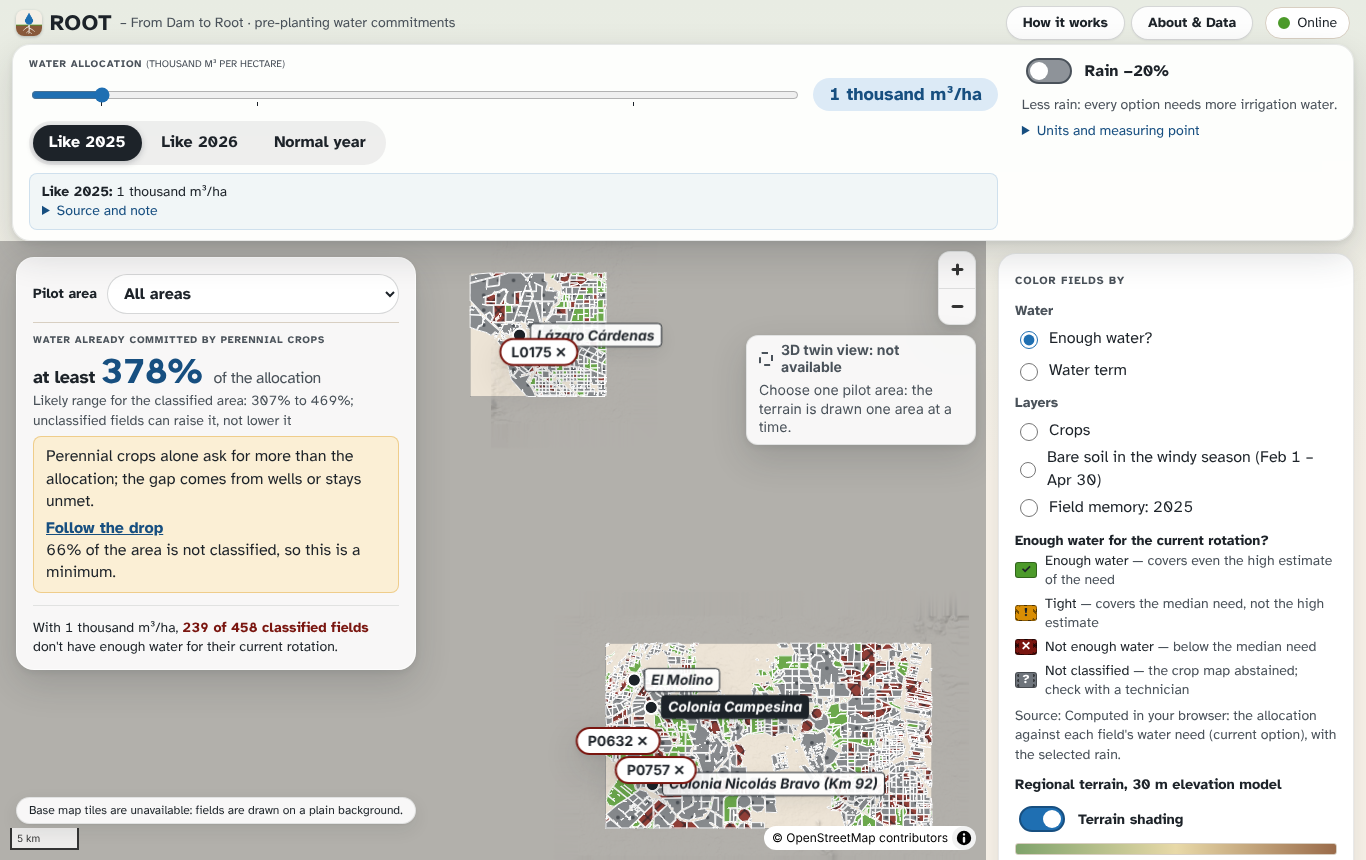 ROOT – From Dam to Root · pre-planting water commitments
How it works
About & Data
Online
WATER ALLOCATION (THOUSAND M³ PER HECTARE)
1 thousand m³/ha
Like 2025
Like 2026
Normal year
Like 2025: 1 thousand m³/ha
Source and note
Rain −20%
Less rain: every option needs more irrigation water.
Units and measuring point
Pilot area
All areas
WATER ALREADY COMMITTED BY PERENNIAL CROPS
at least 378% of the allocation
Likely range for the classified area: 307% to 469%;
unclassified fields can raise it, not lower it
Perennial crops alone ask for more than the
allocation; the gap comes from wells or stays
unmet.
Follow the drop
66% of the area is not classified, so this is a
minimum.
With 1 thousand m³/ha, 239 of 458 classified fields
don't have enough water for their current rotation.
Base map tiles are unavailable: fields are drawn on a plain background.
5 km
Lázaro Cárdenas
L0175 ×
+
−
3D twin view: not
available
Choose one pilot area: the
terrain is drawn one area at a
time.
El Molino
Colonia Campesina
P0632 ×
P0757 ×
Colonia Nicolás Bravo (Km 92)
© OpenStreetMap contributors
COLOR FIELDS BY
Water
Enough water?
Water term
Layers
Crops
Bare soil in the windy season (Feb 1 –
Apr 30)
Field memory: 2025
Enough water for the current rotation?
Enough water — covers even the high estimate
of the need
Tight — covers the median need, not the high
estimate
Not enough water — below the median need
Not classified — the crop map abstained;
check with a technician
Source: Computed in your browser: the allocation
against each field's water need (current option), with
the selected rain.
Regional terrain, 30 m elevation model
Terrain shading